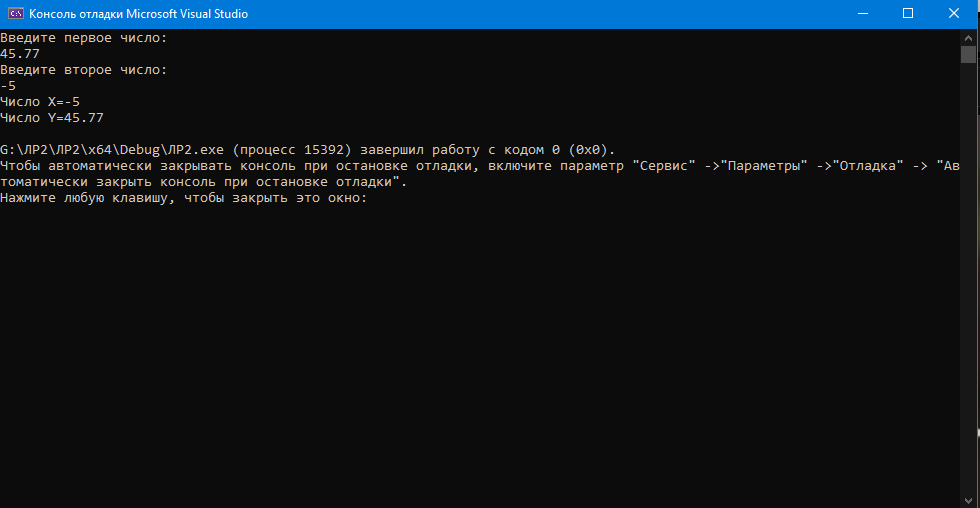 Консоль отладки Microsoft Visual Studio
Введите первое число:
45.77
Введите второе число:
-5
Число X=-5
Число Y=45.77
G:\ЛР2\ЛР2\x64\Debug\ЛР2.exe (процесс 15392) завершил работу с кодом 0 (0x0).
Чтобы автоматически закрывать консоль при остановке отладки, включите параметр "Сервис" ->"Параметры" ->"Отладка" -> "Ав
томатически закрыть консоль при остановке отладки".
Нажмите любую клавишу, чтобы закрыть это окно: